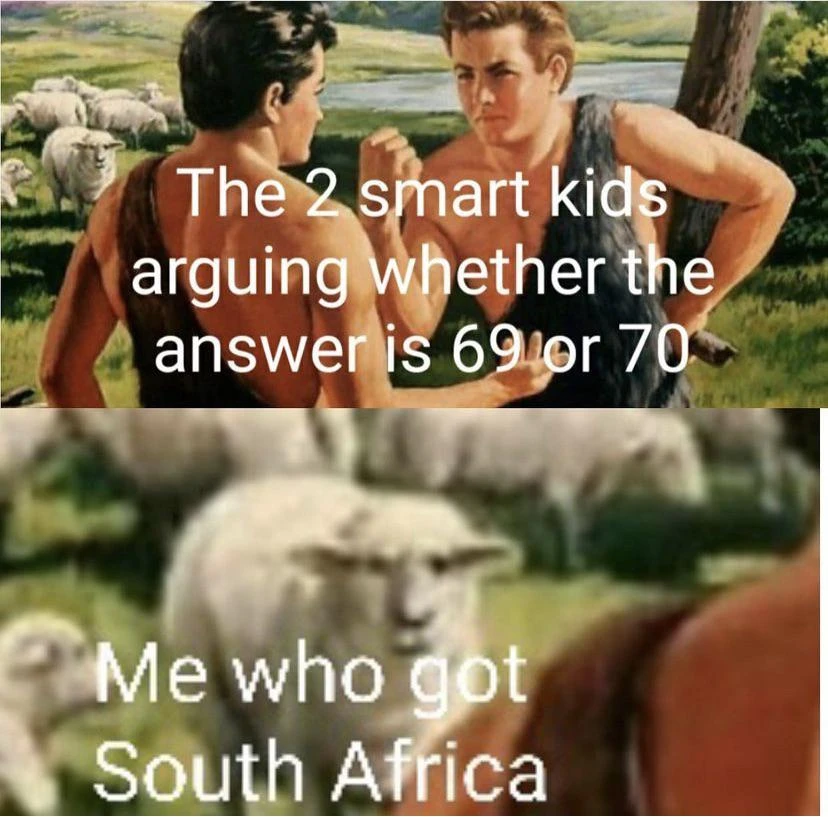 The 2 smart kids
arguing whether the
answer is 69 or 70
Me who got
South Africa